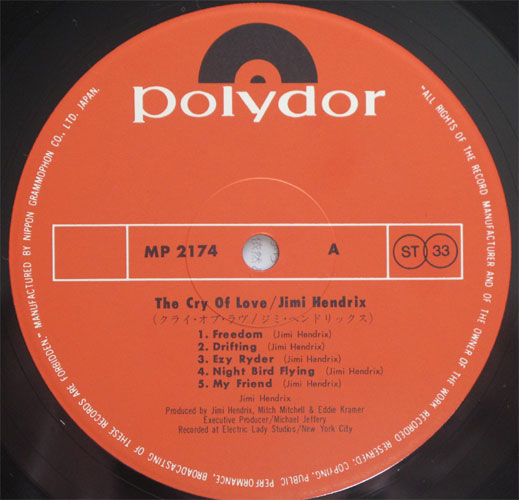 polydor
MP 2174
A
ST 33
The Cry Of Love/Jimi Hendrix
(クライ・オブ・ラヴ/ジミ・ヘンドリックス)
1. Freedom (Jimi Hendrix)
2. Drifting (Jimi Hendrix)
3. Ezy Ryder (Jimi Hendrix)
4. Night Bird Flying (Jimi Hendrix)
5. My Friend (Jimi Hendrix)
Jimi Hendrix
Produced by Jimi Hendrix, Mitch Mitchell & Eddie Kramer
Executive Producer/Michael Jeffery
Recorded at Electric Lady Studios/New York City
"ALL RIGHTS OF THE RECORD MANUFACTURER AND OF THE OWNER OF THE WORK RECORDED RESERVED; COPYING, PUBLIC PERFORMANCE, BROADCASTING OF THESE RECORDS ARE FORBIDDEN." MANUFACTURED BY NIPPON GRAMMOPHON CO., LTD. JAPAN.